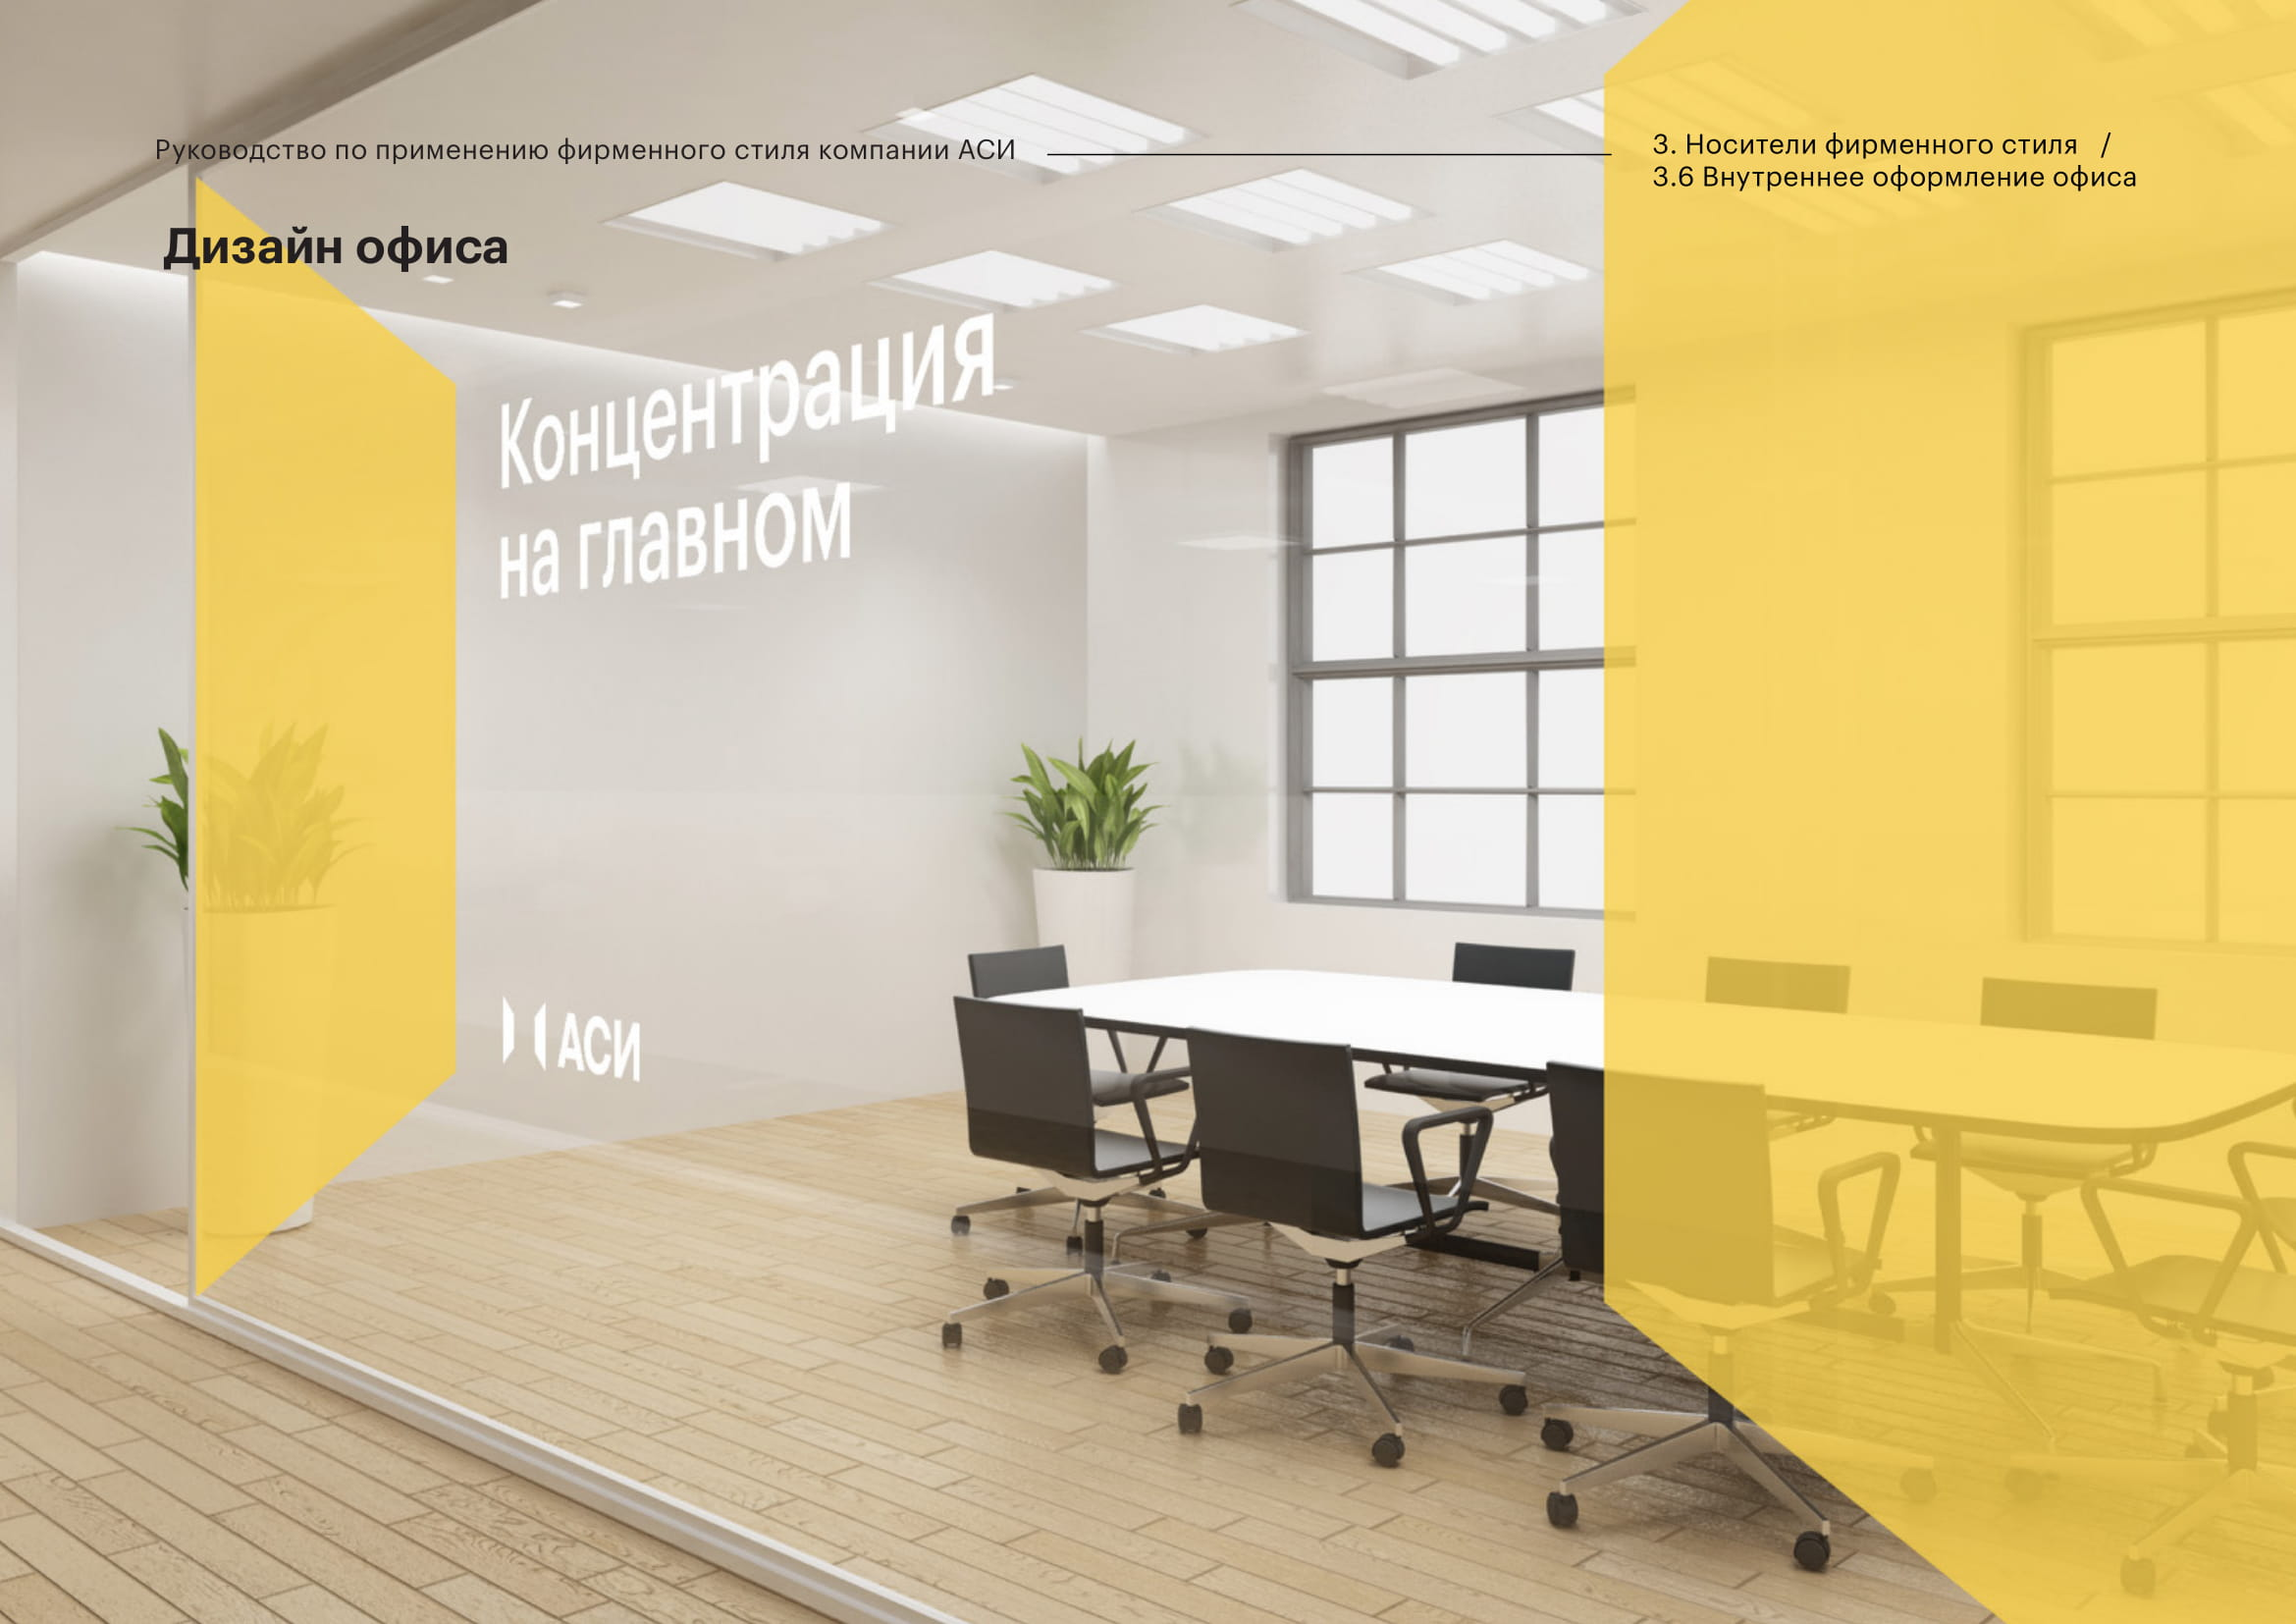 Руководство по применению фирменного стиля компании АСИ
3. Носители фирменного стиля /
3.6 Внутреннее оформление офиса
Дизайн офиса
Концентрация
на главном
АСИ